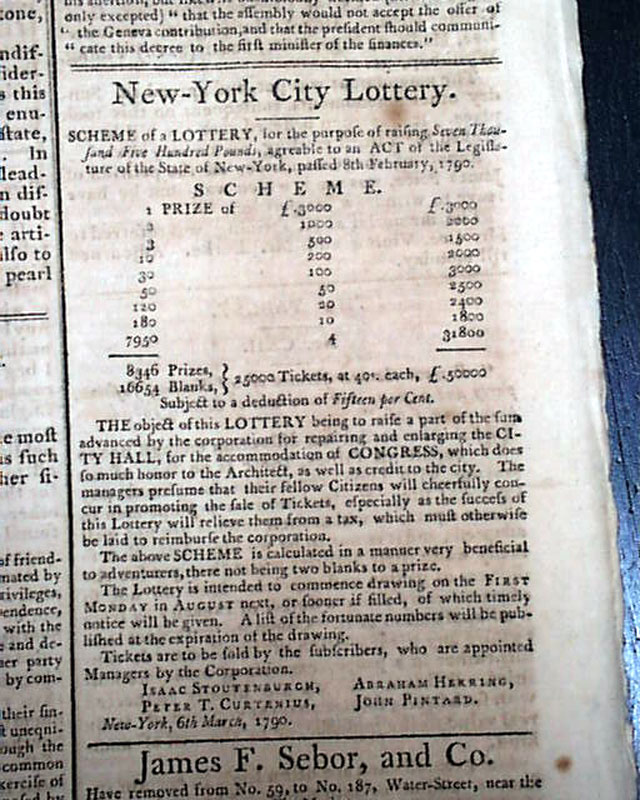 only excepted) " that the assembly would not accept the offer of
" the Geneva contribution, and that the president ſhould communi-
" cate this decree to the firſt miniſter of the finances."
New-York City Lottery.
SCHEME of a LOTTERY, for the purpoſe of raiſing Seven Thou-
ſand Five Hundred Pounds, agreable to an ACT of the Legiſla-
ture of the State of New-York, paſſed 8th February, 1790.
S C H E M E.
1 PRIZE of £.3000 £.3000
2 1000 2000
3 500 1500
10 200 2000
30 100 3000
50 50 2500
120 20 2400
180 10 1800
7950 4 31800
8346 Prizes,
16654 Blanks, } 25000 Tickets, at 40s. each, £.50000
Subject to a deduction of Fifteen per Cent.
THE object of this LOTTERY being to raiſe a part of the ſum
advanced by the corporation for repairing and enlarging the CI-
TY HALL, for the accommodation of CONGRESS, which does
ſo much honor to the Architect, as well as credit to the city. The
managers preſume that their fellow Citizens will cheerfully con-
cur in promoting the ſale of Tickets, eſpecially as the ſucceſs of
this Lottery will relieve them from a tax, which muſt otherwiſe
be laid to reimburſe the corporation.
The above SCHEME is calculated in a manner very beneficial
to adventurers, there not being two blanks to a prize.
The Lottery is intended to commence drawing on the FIRST
MONDAY in AUGUST next, or ſooner if filled, of which timely
notice will be given. A liſt of the fortunate numbers will be pub-
liſhed at the expiration of the drawing.
Tickets are to be ſold by the ſubſcribers, who are appointed
Managers by the Corporation.
ISAAC STOUTENBURGH, ABRAHAM HERRING,
PETER T. CURTENIUS, JOHN PINTARD.
New-York, 6th March, 1790.
James F. Sebor, and Co.
Have removed from No. 59, to No. 187, Water-Street, near the